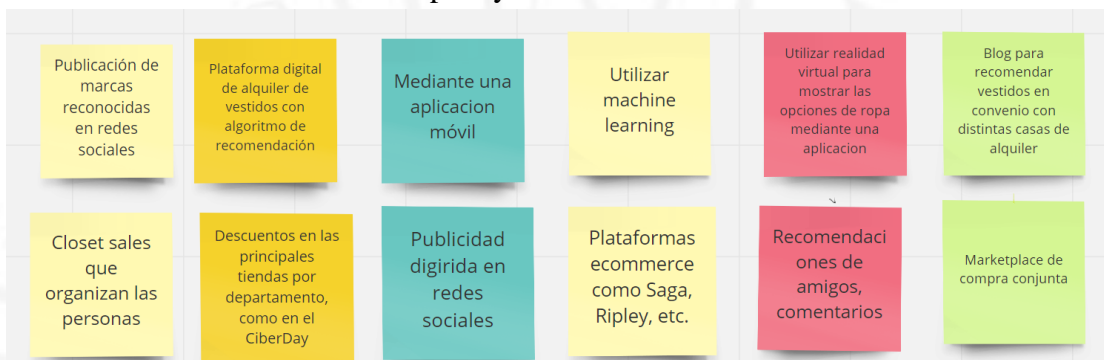 Publicación de
marcas
reconocidas
en redes
sociales
Plataforma digital
de alquiler de
vestidos con
algoritmo de
recomendación
Mediante una
aplicacion
móvil
Utilizar
machine
learning
Utilizar realidad
virtual para
mostrar las
opciones de ropa
mediante una
aplicacion
Blog para
recomendar
vestidos en
convenio con
distintas casas de
alquiler
Closet sales
que
organizan las
personas
Descuentos en las
principales
tiendas por
departamento,
como en el
CiberDay
Publicidad
digirida en
redes
sociales
Plataformas
ecommerce
como Saga,
Ripley, etc.
Recomendaci
ones de
amigos,
comentarios
Marketplace de
compra conjunta